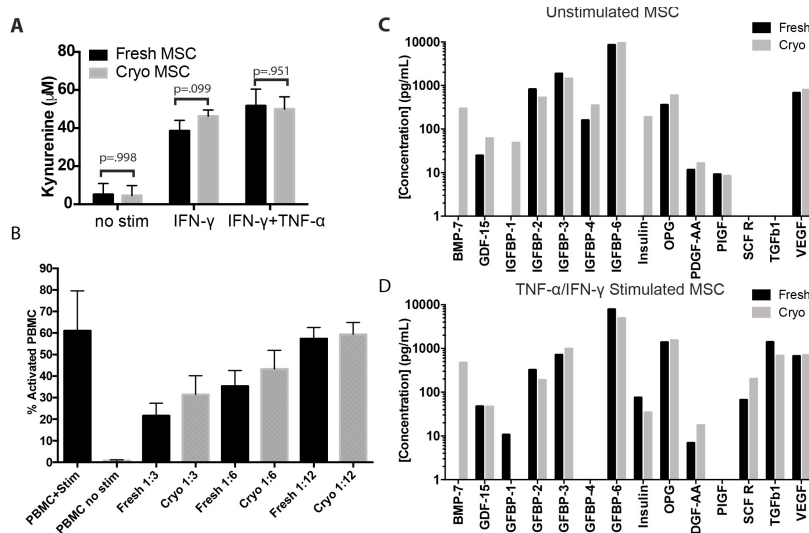 A
Fresh MSC
Cryo MSC
p=.998
p=.099
p=.951
Kynurenine (μM)
80
60
40
20
0
no stim
IFN-γ
IFN-γ+TNF-α
B
% Activated PBMC
90
80
70
60
50
40
30
20
10
0
PBMC+Stim
PBMC no stim
Fresh 1:3
Cryo 1:3
Fresh 1:6
Cryo 1:6
Fresh 1:12
Cryo 1:12
C
Unstimulated MSC
Fresh
Cryo
[Concentration] (pg/mL)
10000
1000
100
10
1
BMP-7
GDF-15
IGFBP-1
IGFBP-2
IGFBP-3
IGFBP-4
IGFBP-6
Insulin
OPG
PDGF-AA
PlGF
SCF R
TGFb1
VEGF
D
TNF-α/IFN-γ Stimulated MSC
Fresh
Cryo
[Concentration] (pg/mL)
10000
1000
100
10
1
BMP-7
GDF-15
GFBP-1
GFBP-2
GFBP-3
GFBP-4
GFBP-6
Insulin
OPG
DGF-AA
PlGF
SCF R
TGFb1
VEGF